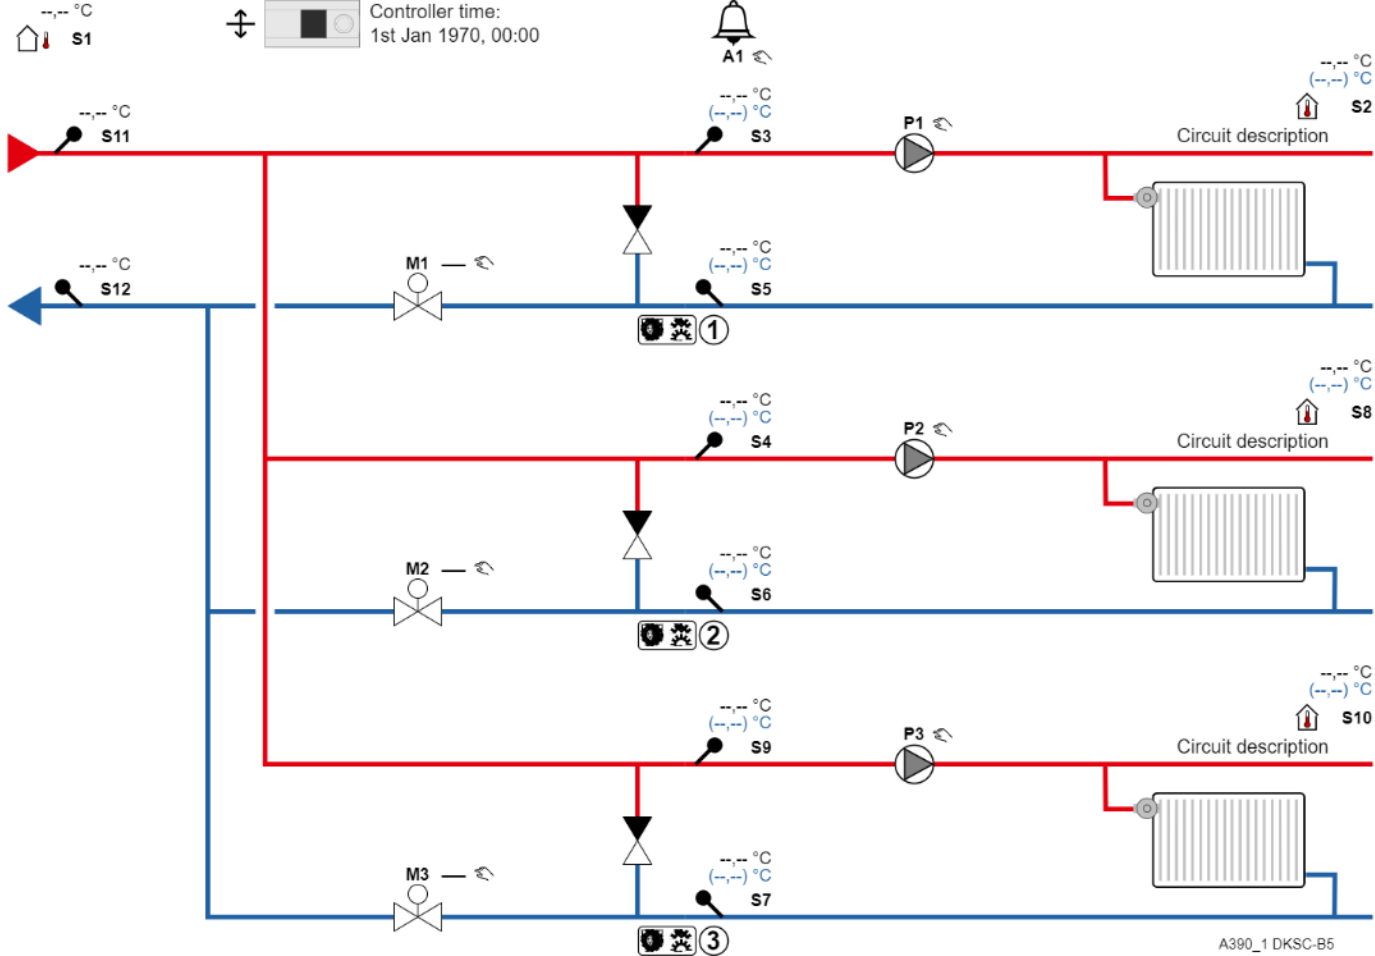 --,-- °C
S1
Controller time:
1st Jan 1970, 00:00
A1
--,-- °C
(--,--) °C
S2
--,-- °C
S11
--,-- °C
(--,--) °C
S3
P1
Circuit description
--,-- °C
S12
M1 —
--,-- °C
(--,--) °C
S5
1
--,-- °C
(--,--) °C
S8
--,-- °C
(--,--) °C
S4
P2
Circuit description
M2 —
--,-- °C
(--,--) °C
S6
2
--,-- °C
(--,--) °C
S10
--,-- °C
(--,--) °C
S9
P3
Circuit description
M3 —
--,-- °C
(--,--) °C
S7
3
A390_1 DKSC-B5